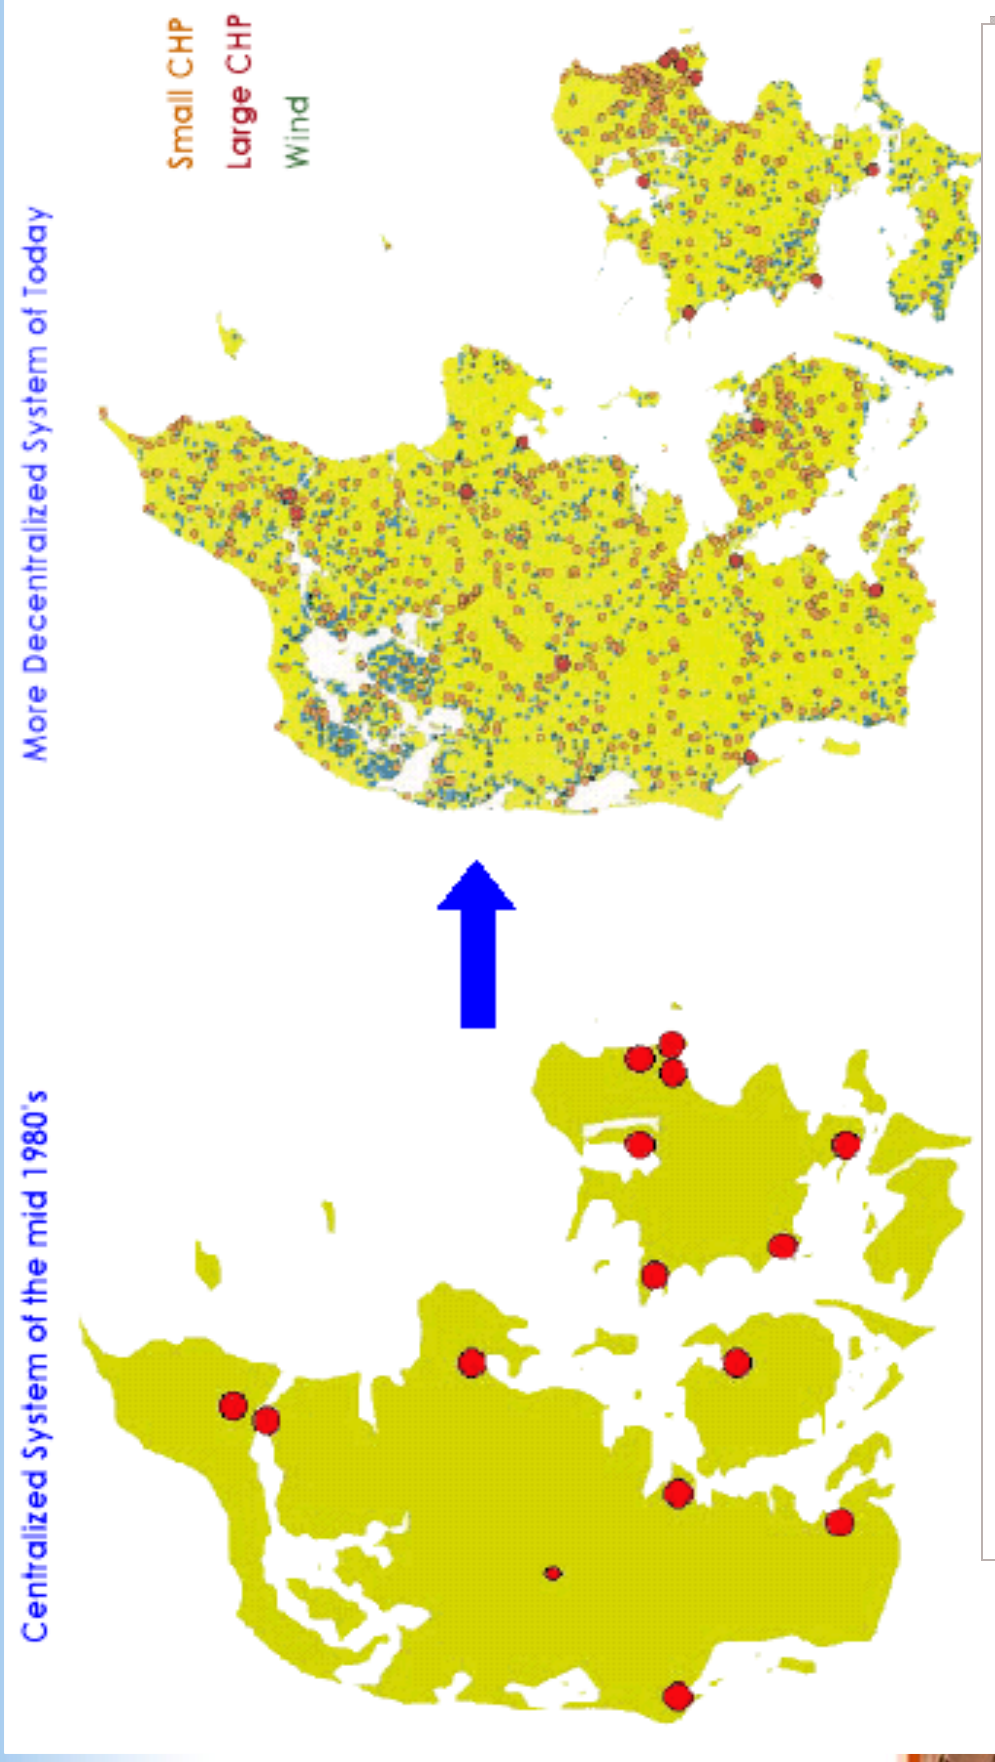 Centralized System of the mid 1980's
More Decentralized System of Today
Small CHP
Large CHP
Wind